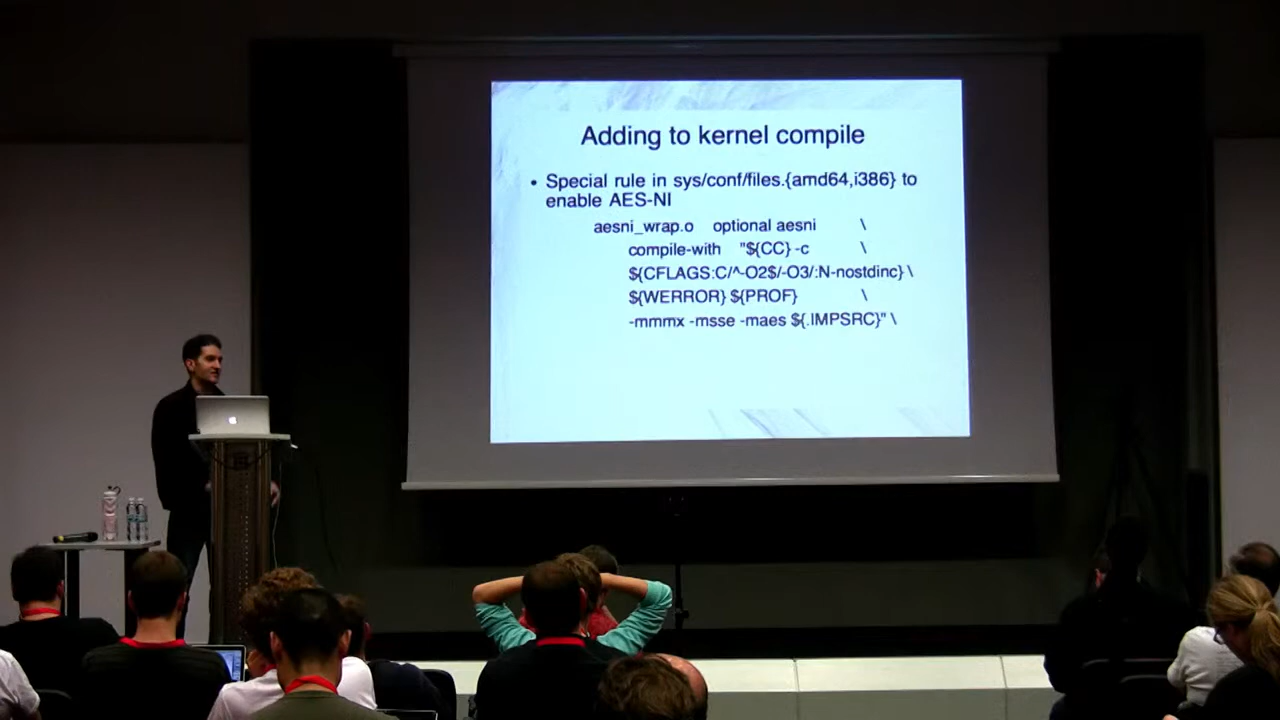 Adding to kernel compile
• Special rule in sys/conf/files.{amd64,i386} to
enable AES-NI
aesni_wrap.o optional aesni \
compile-with "${CC} -c \
${CFLAGS:C/^-O2$/-O3/:N-nostdinc} \
${WERROR} ${PROF} \
-mmmx -msse -maes ${.IMPSRC}" \